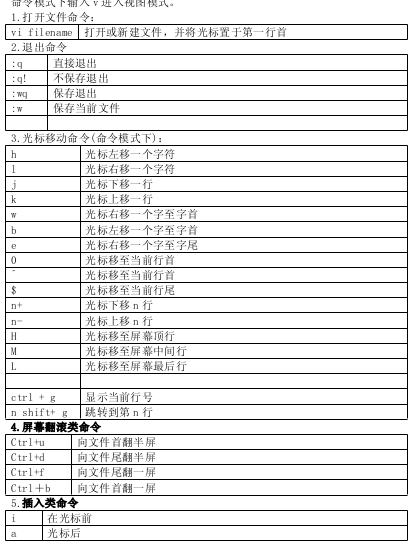 命令模式下输入 v 进入视图模式。
1.打开文件命令：
vi filename 打开或新建文件，并将光标置于第一行首
2.退出命令
:q 直接退出
:q! 不保存退出
:wq 保存退出
:w 保存当前文件
3.光标移动命令(命令模式下)：
h 光标左移一个字符
l 光标右移一个字符
j 光标下移一行
k 光标上移一行
w 光标右移一个字至字首
b 光标左移一个字至字首
e 光标右移一个字至字尾
0 光标移至当前行首
^ 光标移至当前行首
$ 光标移至当前行尾
n+ 光标下移 n 行
n- 光标上移 n 行
H 光标移至屏幕顶行
M 光标移至屏幕中间行
L 光标移至屏幕最后行
ctrl + g 显示当前行号
n shift+ g 跳转到第 n 行
4.屏幕翻滚类命令
Ctrl+u 向文件首翻半屏
Ctrl+d 向文件尾翻半屏
Ctrl+f 向文件尾翻一屏
Ctrl＋b 向文件首翻一屏
5.插入类命令
i 在光标前
a 光标后